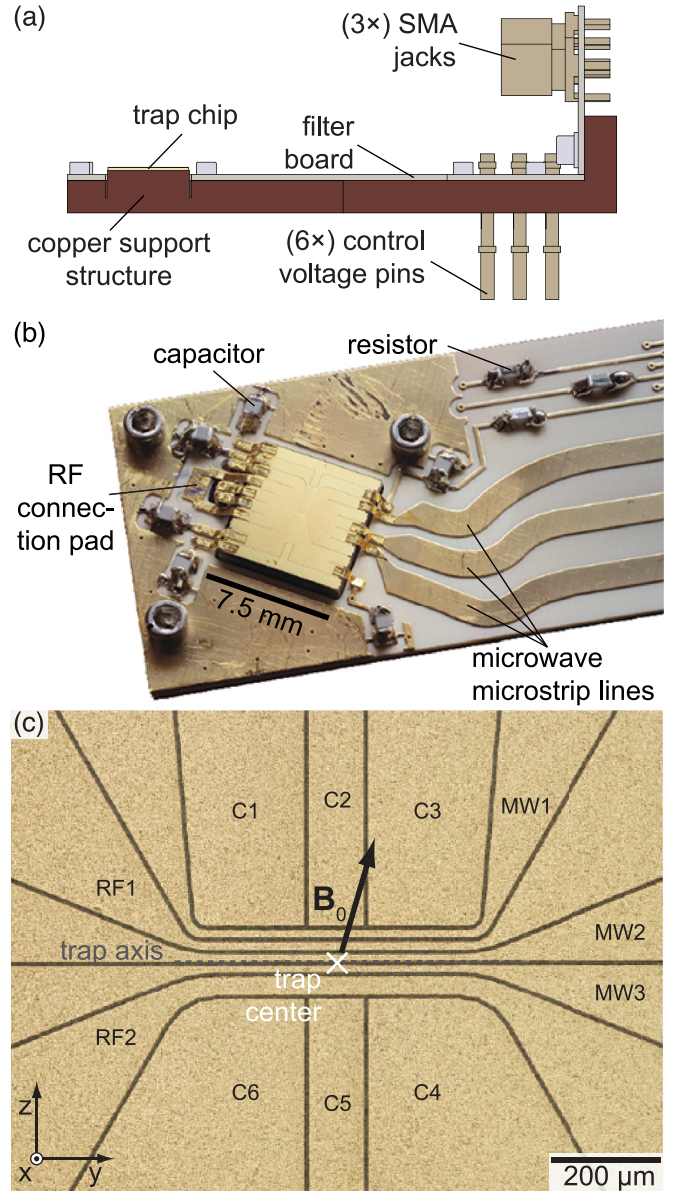 (a)
(3×) SMA
jacks
trap chip
filter
board
copper support
structure
(6×) control
voltage pins
(b)
capacitor
resistor
RF
connec-
tion pad
7.5 mm
microwave
microstrip lines
(c)
C1
C2
C3
MW1
B₀
RF1
trap axis
MW2
trap
center
MW3
RF2
C6
C5
C4
z
x
y
200 µm